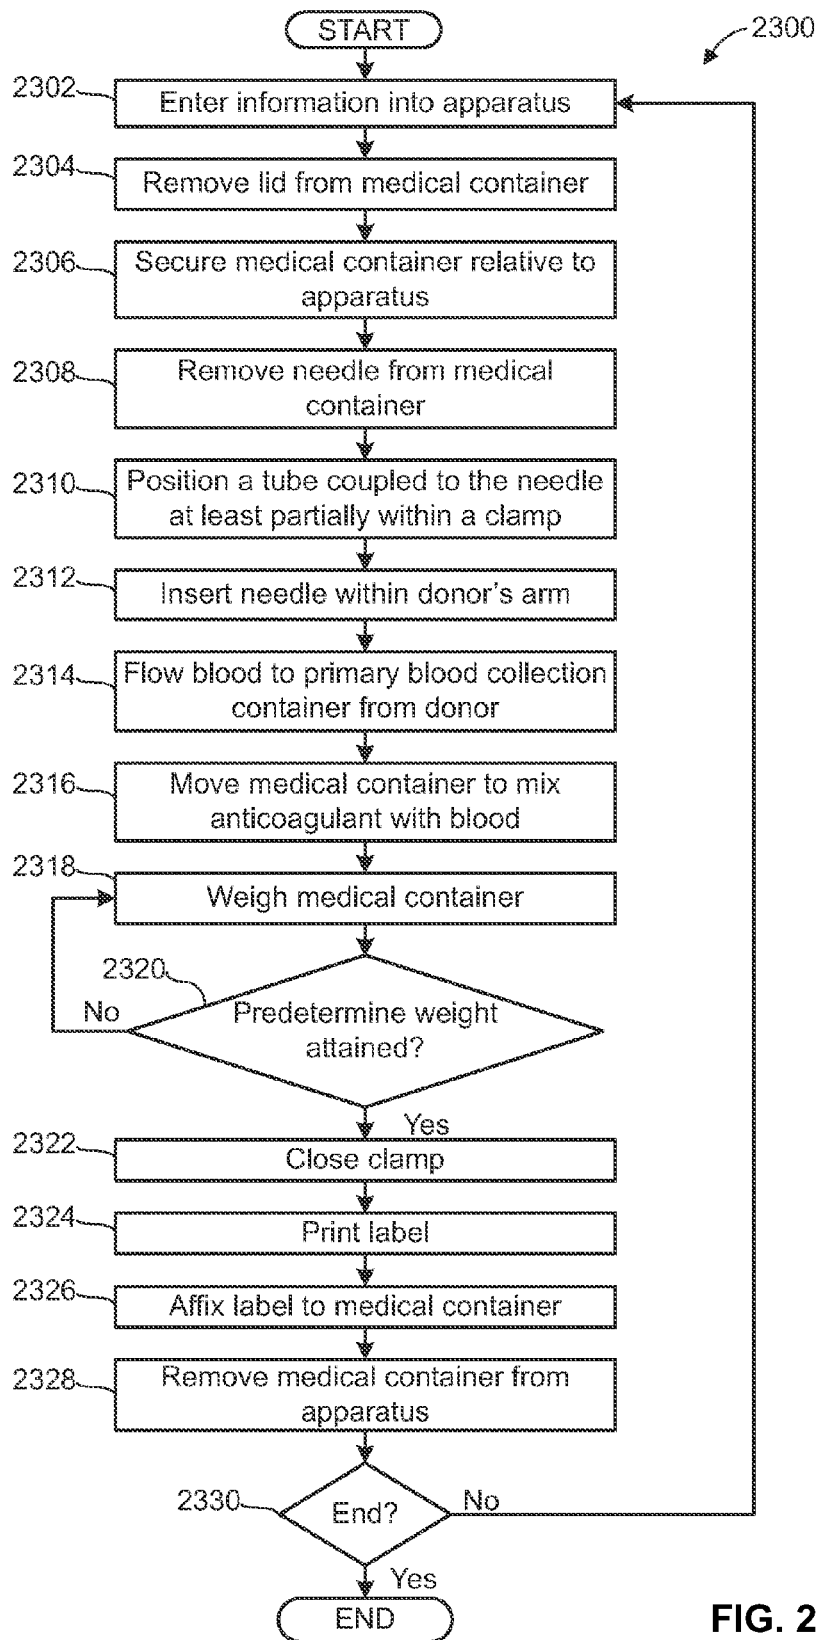 START
2300
2302
Enter information into apparatus
2304
Remove lid from medical container
2306
Secure medical container relative to
apparatus
2308
Remove needle from medical
container
2310
Position a tube coupled to the needle
at least partially within a clamp
2312
Insert needle within donor's arm
2314
Flow blood to primary blood collection
container from donor
2316
Move medical container to mix
anticoagulant with blood
2318
Weigh medical container
2320
No
Predetermine weight
attained?
Yes
2322
Close clamp
2324
Print label
2326
Affix label to medical container
2328
Remove medical container from
apparatus
2330
End?
No
Yes
END
FIG. 2